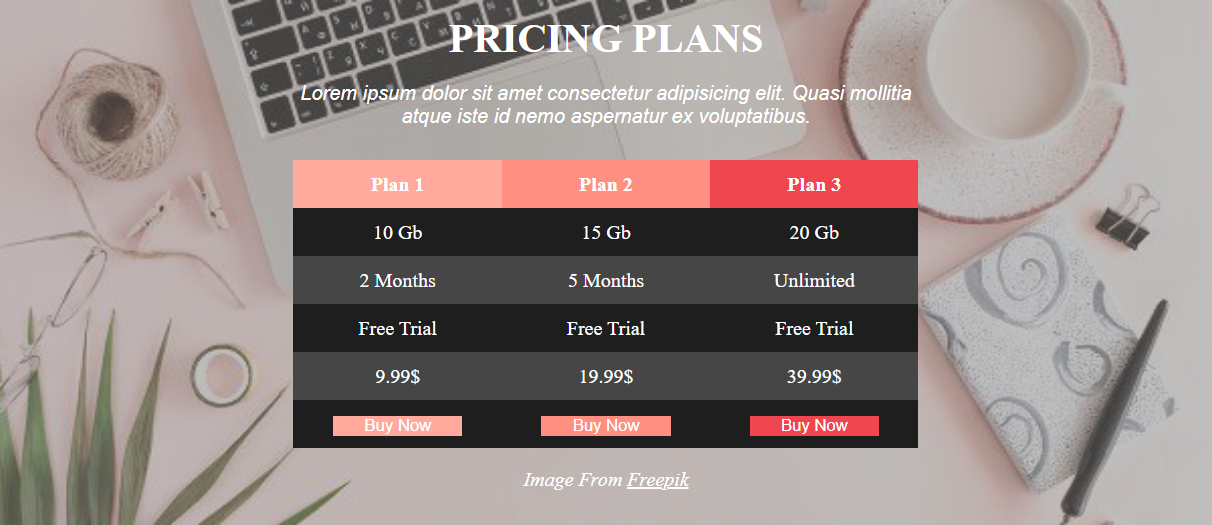 PRICING PLANS
Lorem ipsum dolor sit amet consectetur adipisicing elit. Quasi mollitia
atque iste id nemo aspernatur ex voluptatibus.
Plan 1 Plan 2 Plan 3
10 Gb 15 Gb 20 Gb
2 Months 5 Months Unlimited
Free Trial Free Trial Free Trial
9.99$ 19.99$ 39.99$
Buy Now Buy Now Buy Now
Image From Freepik